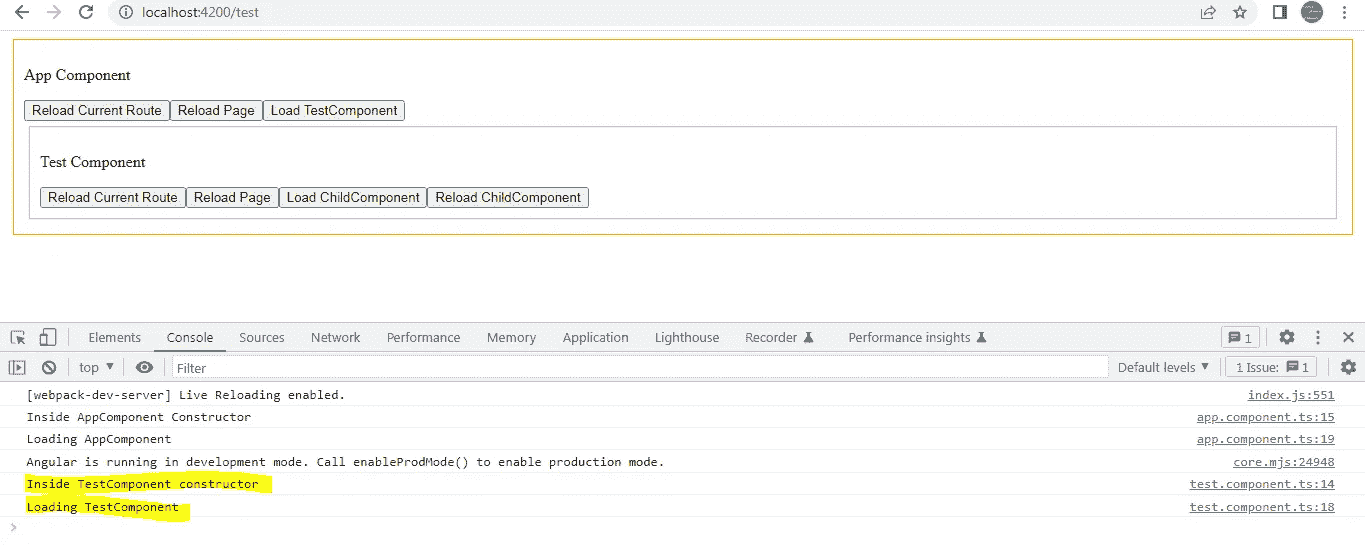 localhost:4200/test
App Component
Reload Current Route Reload Page Load TestComponent
Test Component
Reload Current Route Reload Page Load ChildComponent Reload ChildComponent
Elements Console Sources Network Performance Memory Application Lighthouse Recorder Performance insights 1
top Filter Default levels 1 Issue: 1
[webpack-dev-server] Live Reloading enabled. index.js:551
Inside AppComponent Constructor app.component.ts:15
Loading AppComponent app.component.ts:19
Angular is running in development mode. Call enableProdMode() to enable production mode. core.mjs:24948
Inside TestComponent constructor test.component.ts:14
Loading TestComponent test.component.ts:18